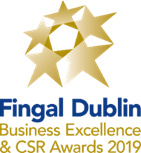 Fingal Dublin
Business Excellence
& CSR Awards 2019